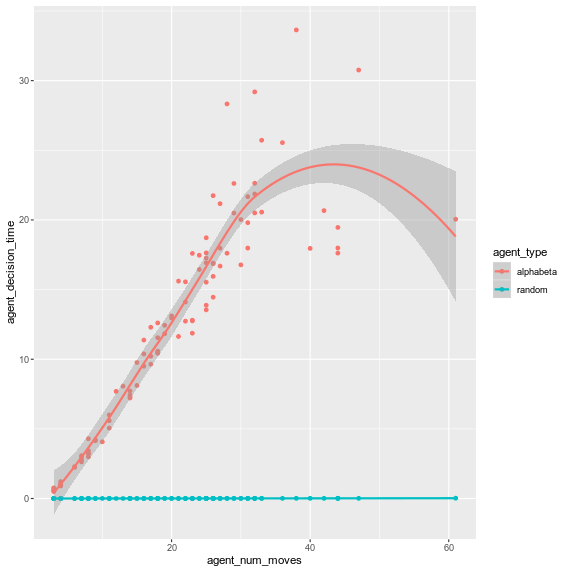 30
20
10
0
20
40
60
agent_num_moves
agent_decision_time
agent_type
alphabeta
random